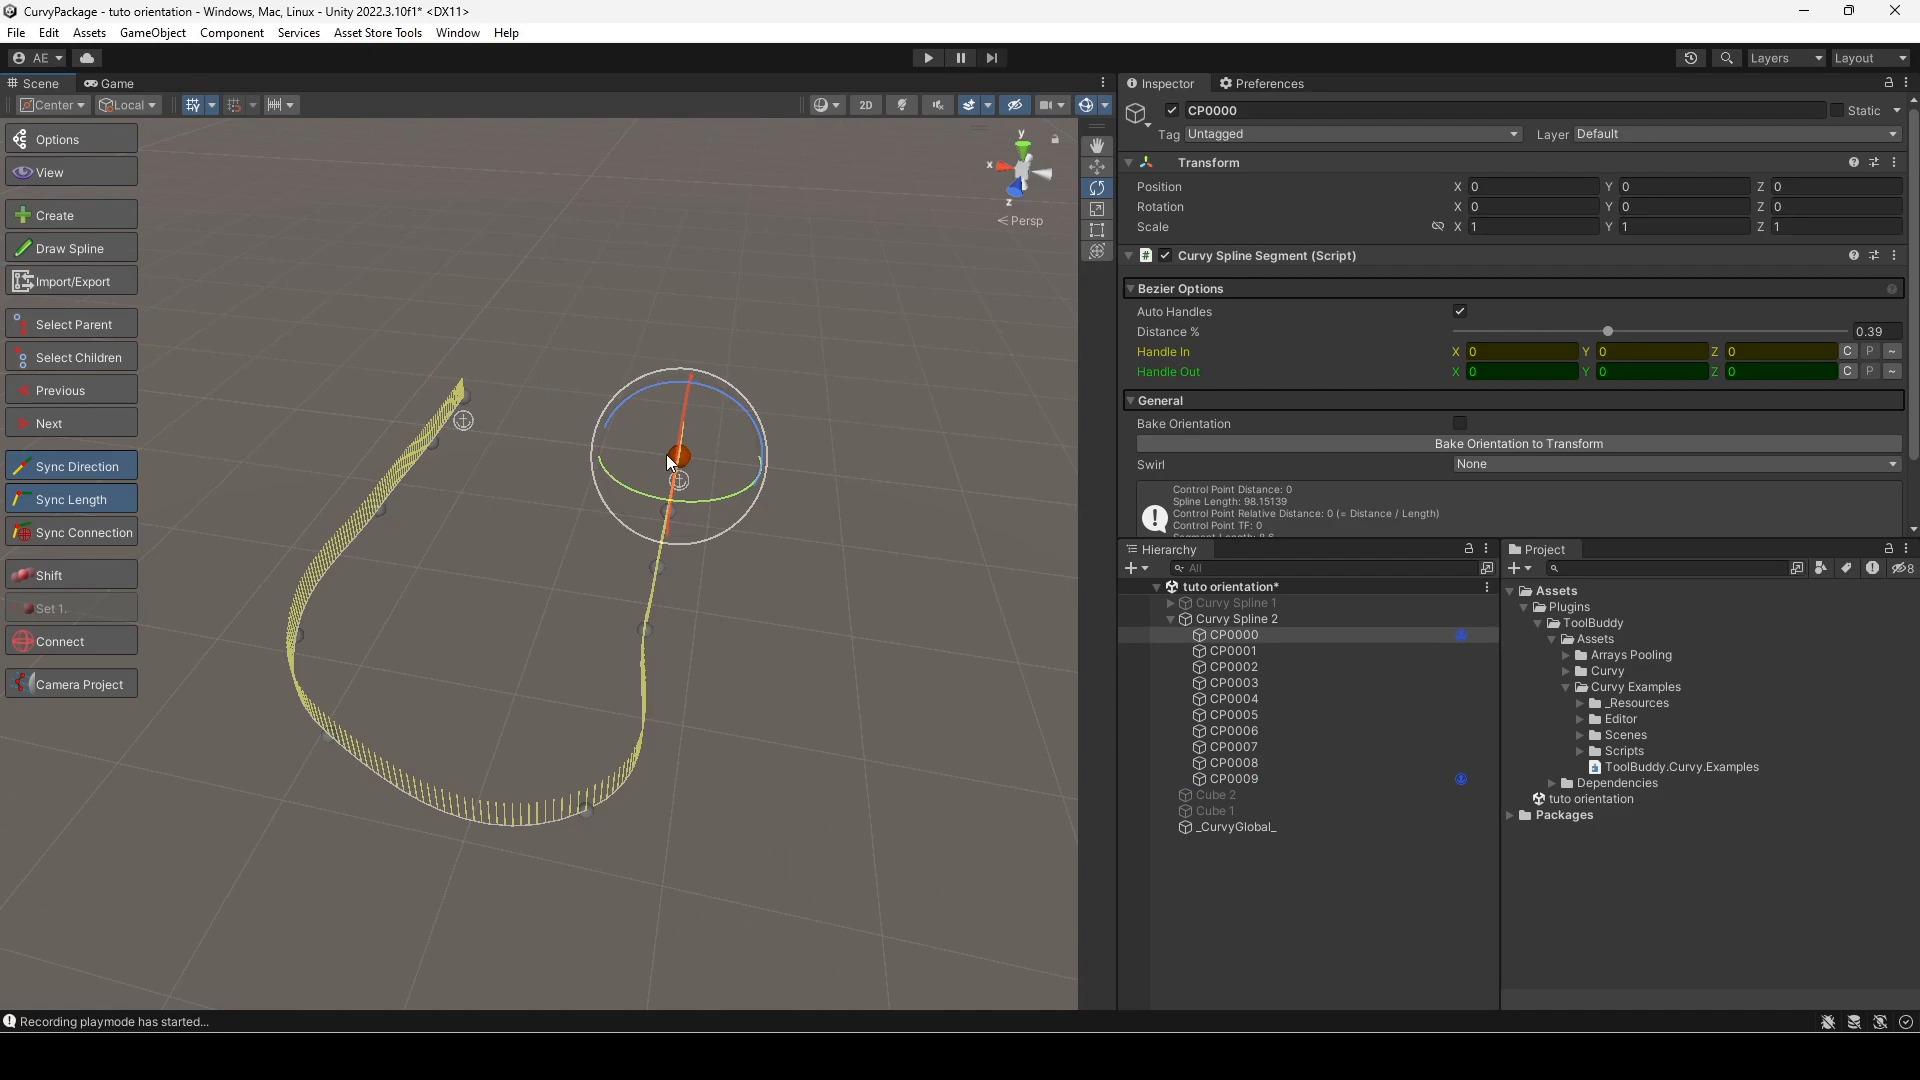 CurvyPackage - tuto orientation - Windows, Mac, Linux - Unity 2022.3.10f1* <DX11>
File Edit Assets GameObject Component Services Asset Store Tools Window Help
AE Layers Layout
Scene Game
Center Local 2D
Options
View
Create
Draw Spline
Import/Export
Select Parent
Select Children
Previous
Next
Sync Direction
Sync Length
Sync Connection
Shift
Set 1.
Connect
Camera Project
y
x
z
< Persp
Inspector Preferences
CP0000 Static
Tag Untagged Layer Default
Transform
Position X 0 Y 0 Z 0
Rotation X 0 Y 0 Z 0
Scale X 1 Y 1 Z 1
Curvy Spline Segment (Script)
Bezier Options
Auto Handles
Distance % 0.39
Handle In X 0 Y 0 Z 0 C P ~
Handle Out X 0 Y 0 Z 0 C P ~
General
Bake Orientation
Bake Orientation to Transform
Swirl None
Control Point Distance: 0
Spline Length: 98.15139
Control Point Relative Distance: 0 (= Distance / Length)
Control Point TF: 0
Hierarchy
All
tuto orientation*
Curvy Spline 1
Curvy Spline 2
CP0000
CP0001
CP0002
CP0003
CP0004
CP0005
CP0006
CP0007
CP0008
CP0009
Cube 2
Cube 1
_CurvyGlobal_
Project
8
Assets
Plugins
ToolBuddy
Assets
Arrays Pooling
Curvy
Curvy Examples
_Resources
Editor
Scenes
Scripts
ToolBuddy.Curvy.Examples
Dependencies
tuto orientation
Packages
Recording playmode has started...